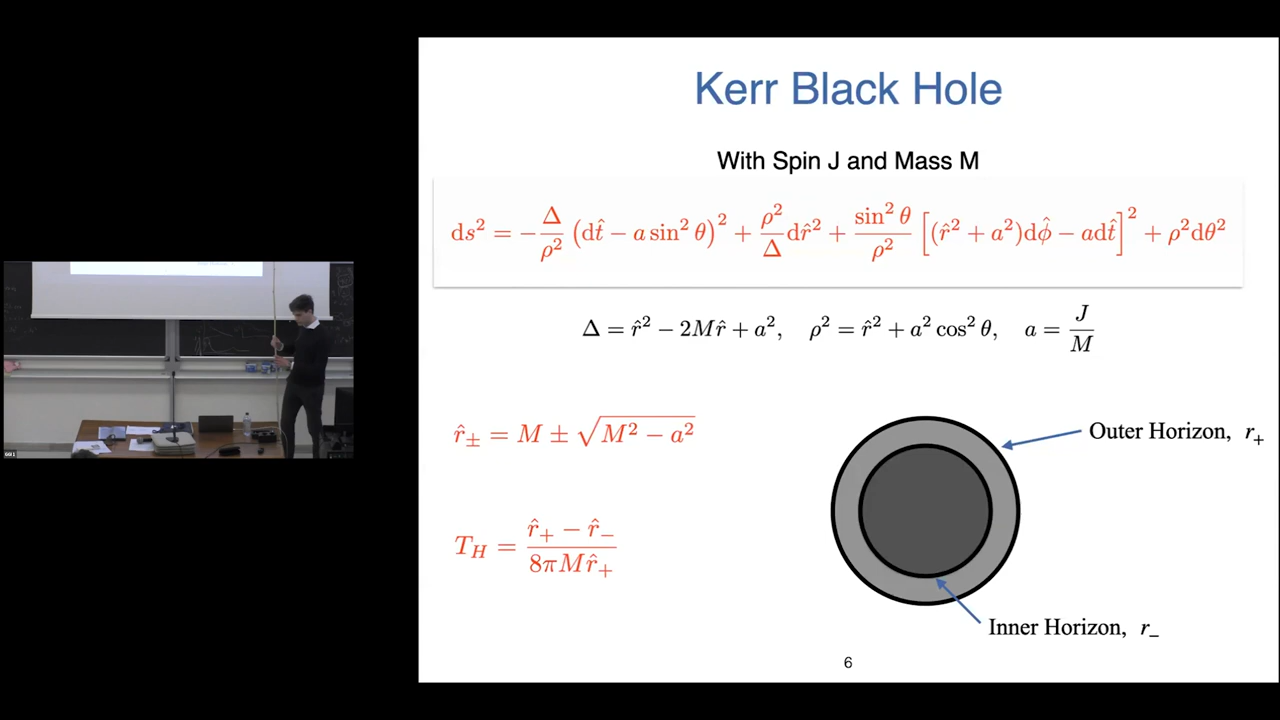 Kerr Black Hole
With Spin J and Mass M
ds² = −Δ/ρ² (dt̂ − a sin² θ)² + ρ²/Δ dr̂² + sin² θ/ρ² [(r̂² + a²)dϕ̂ − adt̂]² + ρ²dθ²
Δ = r̂² − 2Mr̂ + a², ρ² = r̂² + a² cos² θ, a = J/M
r̂± = M ± √(M² − a²)
Outer Horizon, r₊
T_H = (r̂₊ − r̂₋)/(8πMr̂₊)
Inner Horizon, r₋
6